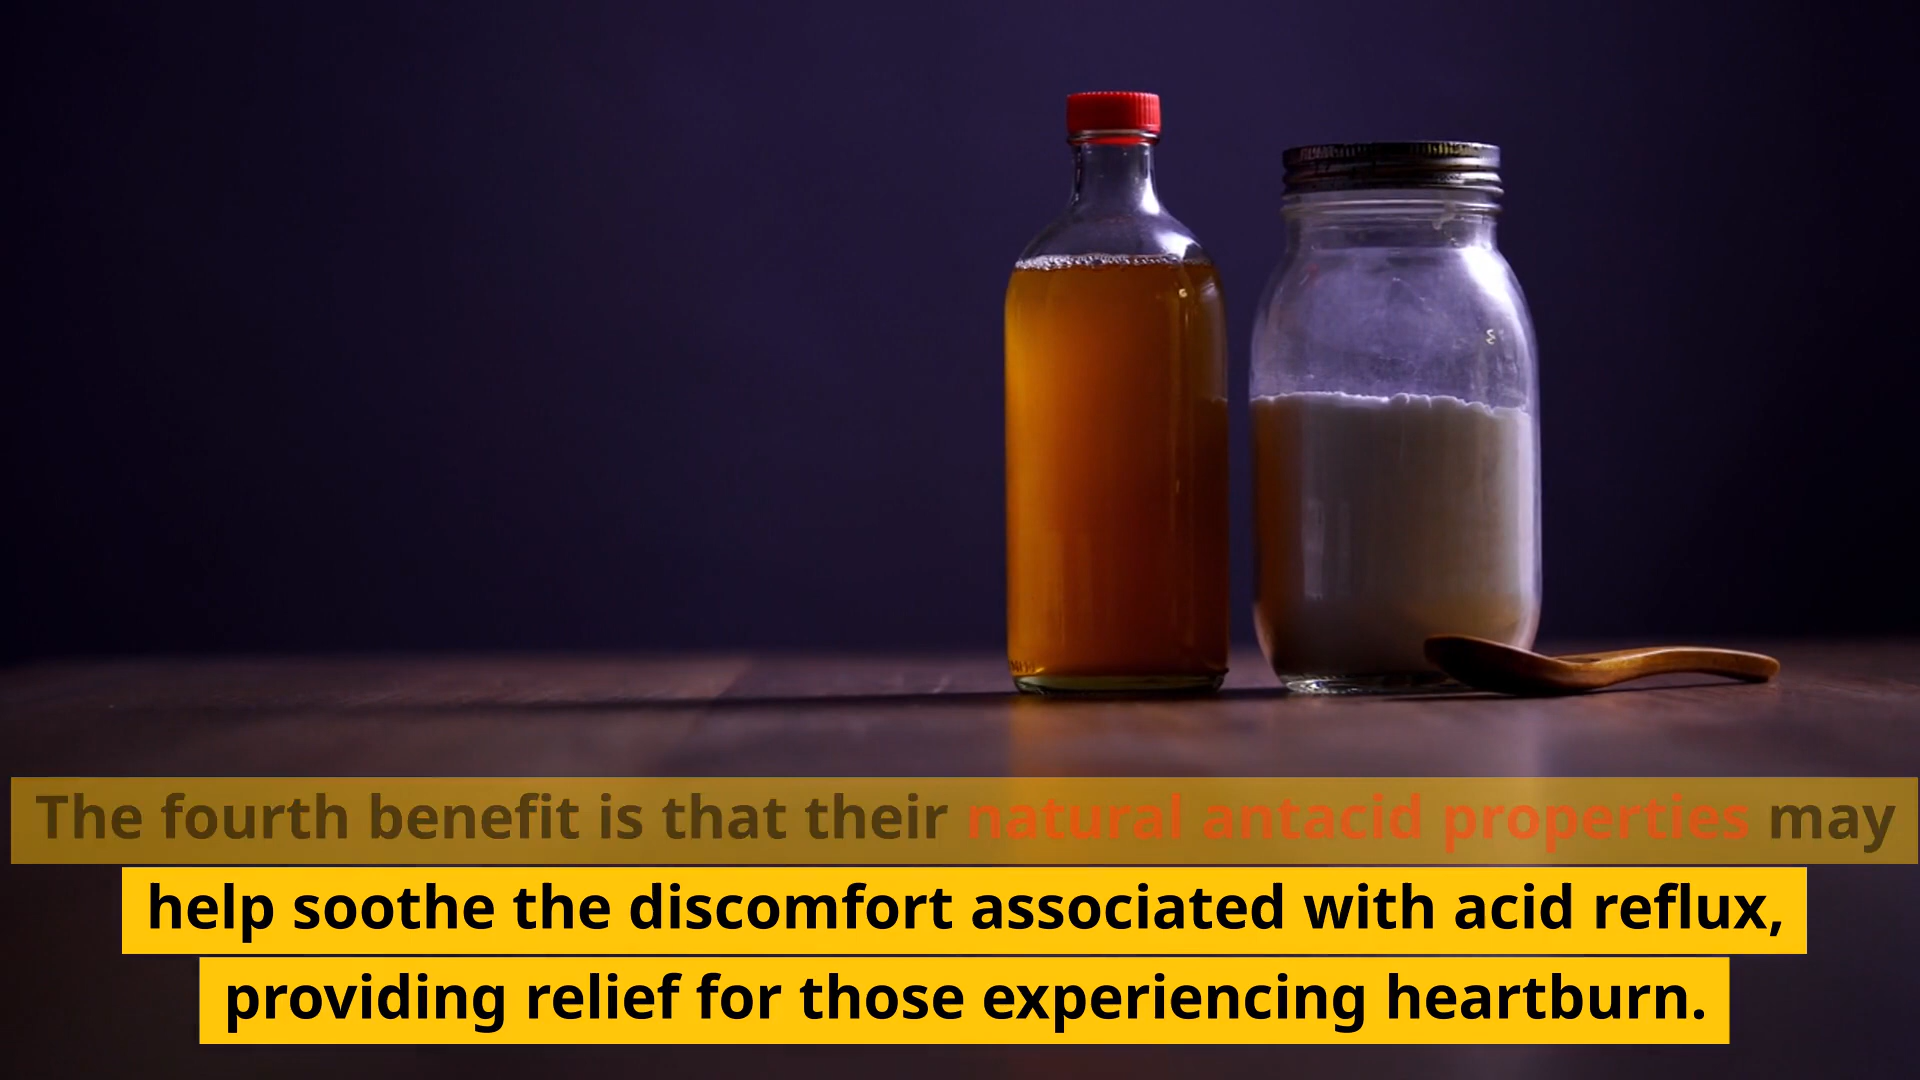 The fourth benefit is that their natural antacid properties may
help soothe the discomfort associated with acid reflux,
providing relief for those experiencing heartburn.